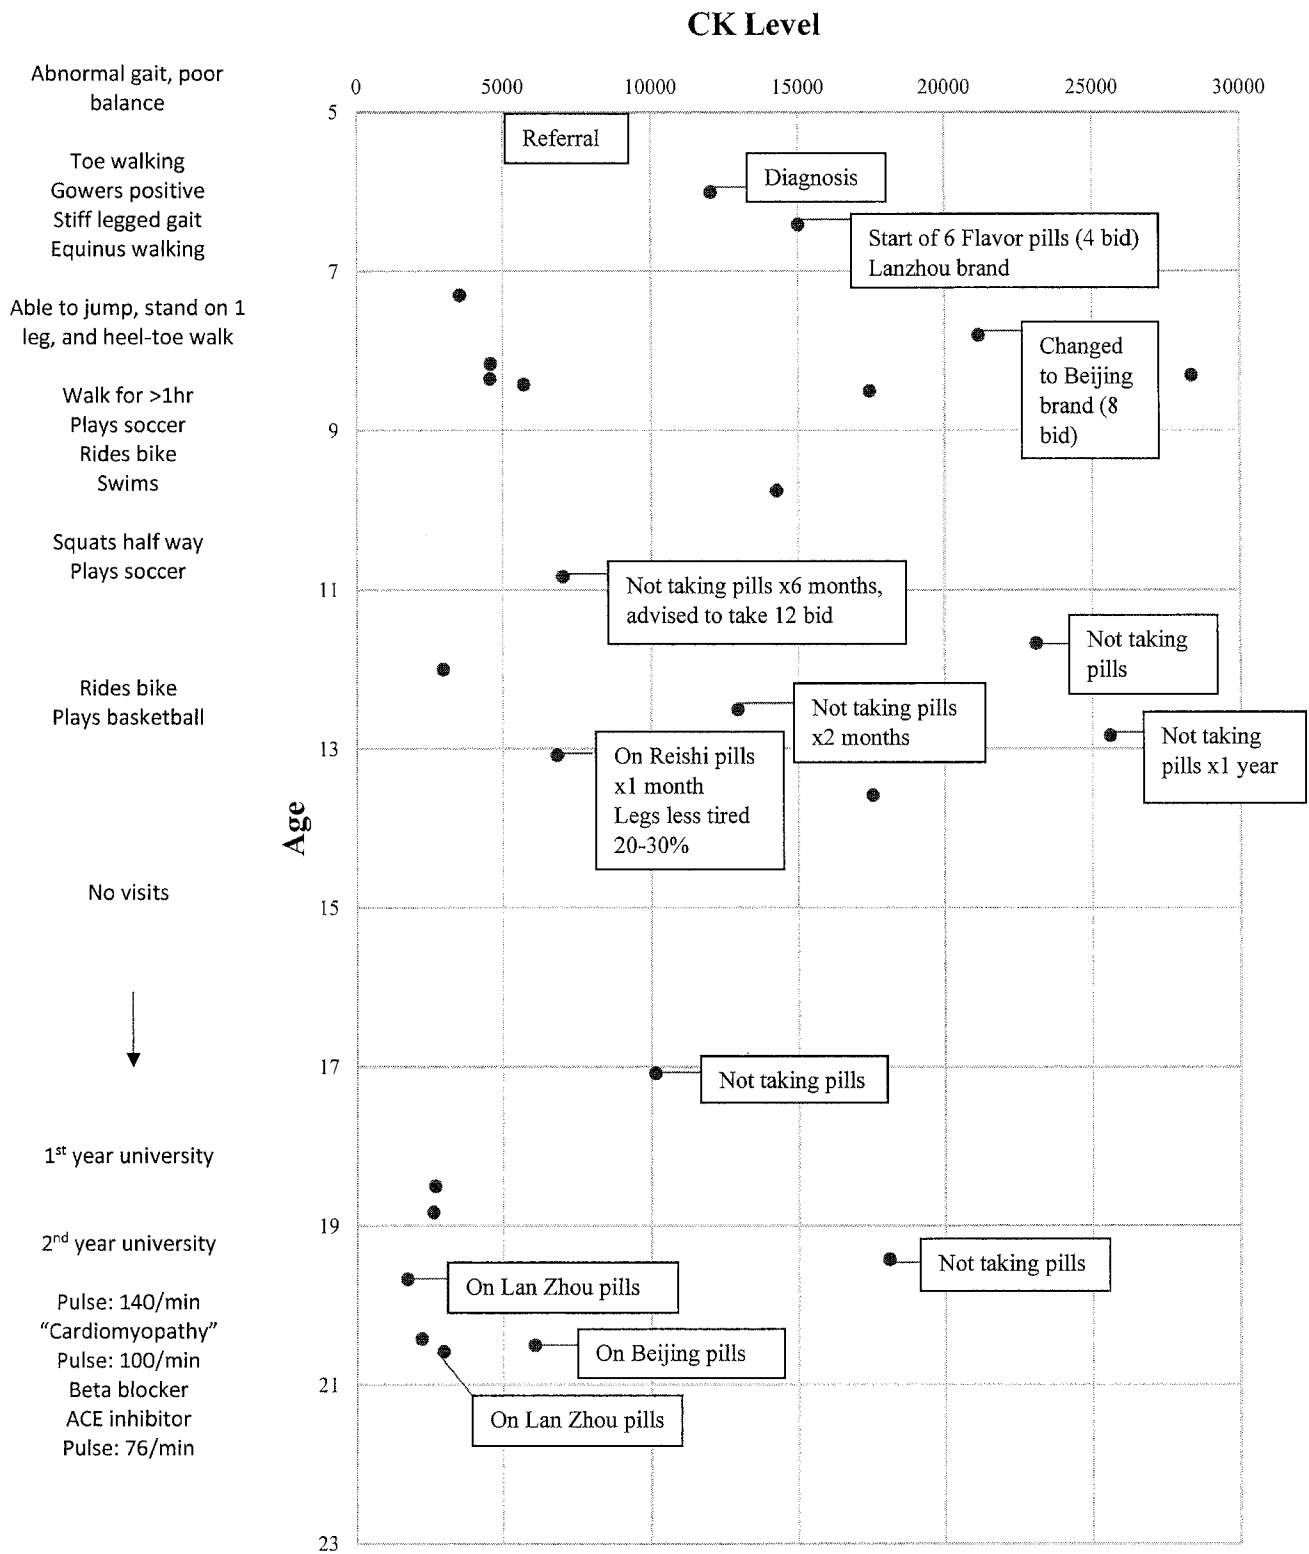 CK Level
0 5000 10000 15000 20000 25000 30000
Abnormal gait, poor
balance
Toe walking
Gowers positive
Stiff legged gait
Equinus walking
Able to jump, stand on 1
leg, and heel-toe walk
Walk for >1hr
Plays soccer
Rides bike
Swims
Squats half way
Plays soccer
Rides bike
Plays basketball
No visits
1st year university
2nd year university
Pulse: 140/min
“Cardiomyopathy”
Pulse: 100/min
Beta blocker
ACE inhibitor
Pulse: 76/min
Age
5
7
9
11
13
15
17
19
21
23
Referral
Diagnosis
Start of 6 Flavor pills (4 bid)
Lanzhou brand
Changed
to Beijing
brand (8
bid)
Not taking pills x6 months,
advised to take 12 bid
Not taking
pills
Not taking pills
x2 months
Not taking
pills x1 year
On Reishi pills
x1 month
Legs less tired
20-30%
Not taking pills
Not taking pills
On Lan Zhou pills
On Beijing pills
On Lan Zhou pills